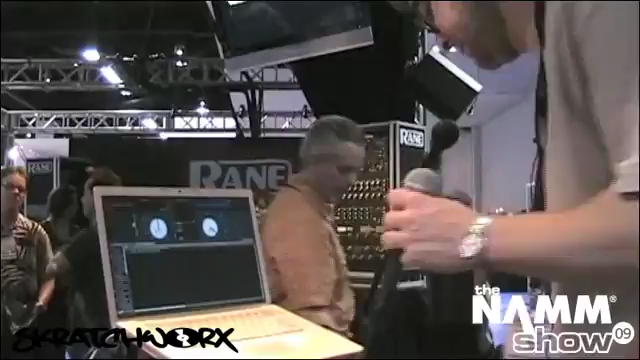 RANE
RANE
RANE
the
NAMM®
show 09
SKRATCHWORX